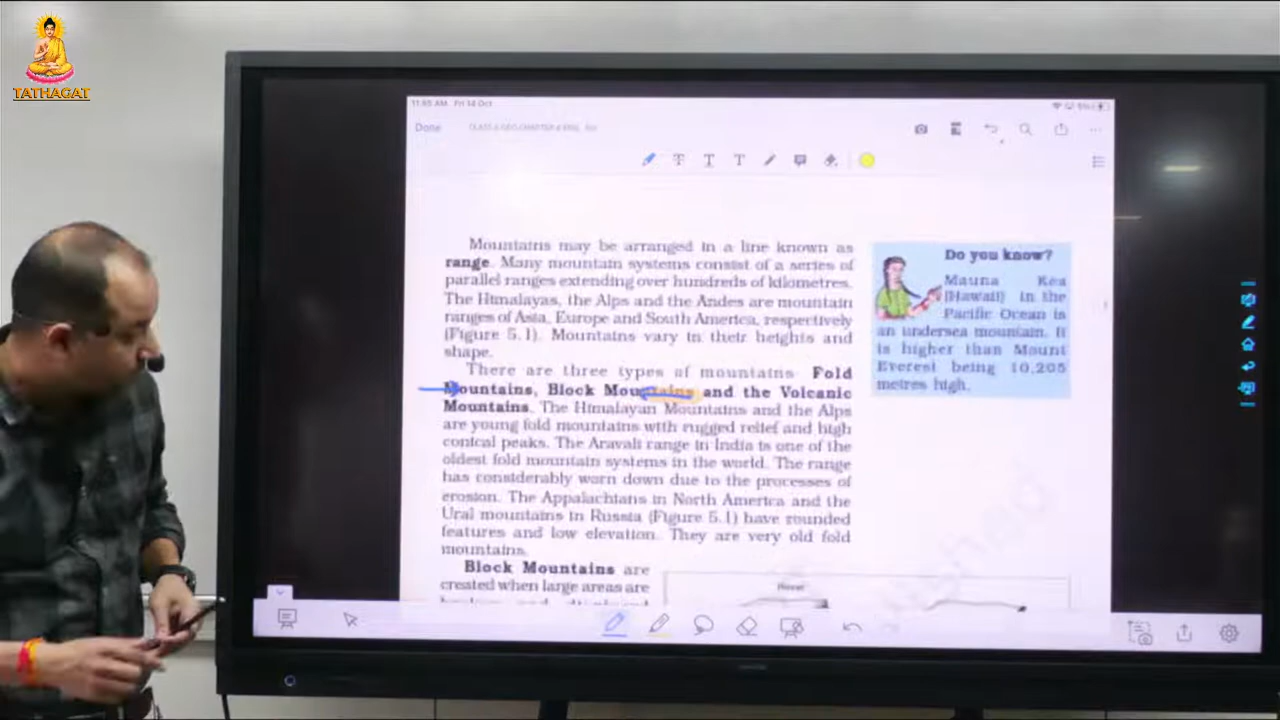 TATHAGAT
11:55 AM Fri 14 Oct
Done
Mountains may be arranged in a line known as
range. Many mountain systems consist of a series of
parallel ranges extending over hundreds of kilometres.
The Himalayas, the Alps and the Andes are mountain
ranges of Asia, Europe and South America, respectively
(Figure 5.1). Mountains vary in their heights and
shape.
There are three types of mountains Fold
Mountains, Block Mountains and the Volcanic
Mountains. The Himalayan Mountains and the Alps
are young fold mountains with rugged relief and high
conical peaks. The Aravali range in India is one of the
oldest fold mountain systems in the world. The range
has considerably worn down due to the processes of
erosion. The Appalachians in North America and the
Ural mountains in Russia (Figure 5.1) have rounded
features and low elevation. They are very old fold
mountains.
Block Mountains are
created when large areas are
Do you know?
Mauna Kea
(Hawaii) in the
Pacific Ocean is
an undersea mountain. It
is higher than Mount
Everest being 10,205
metres high.